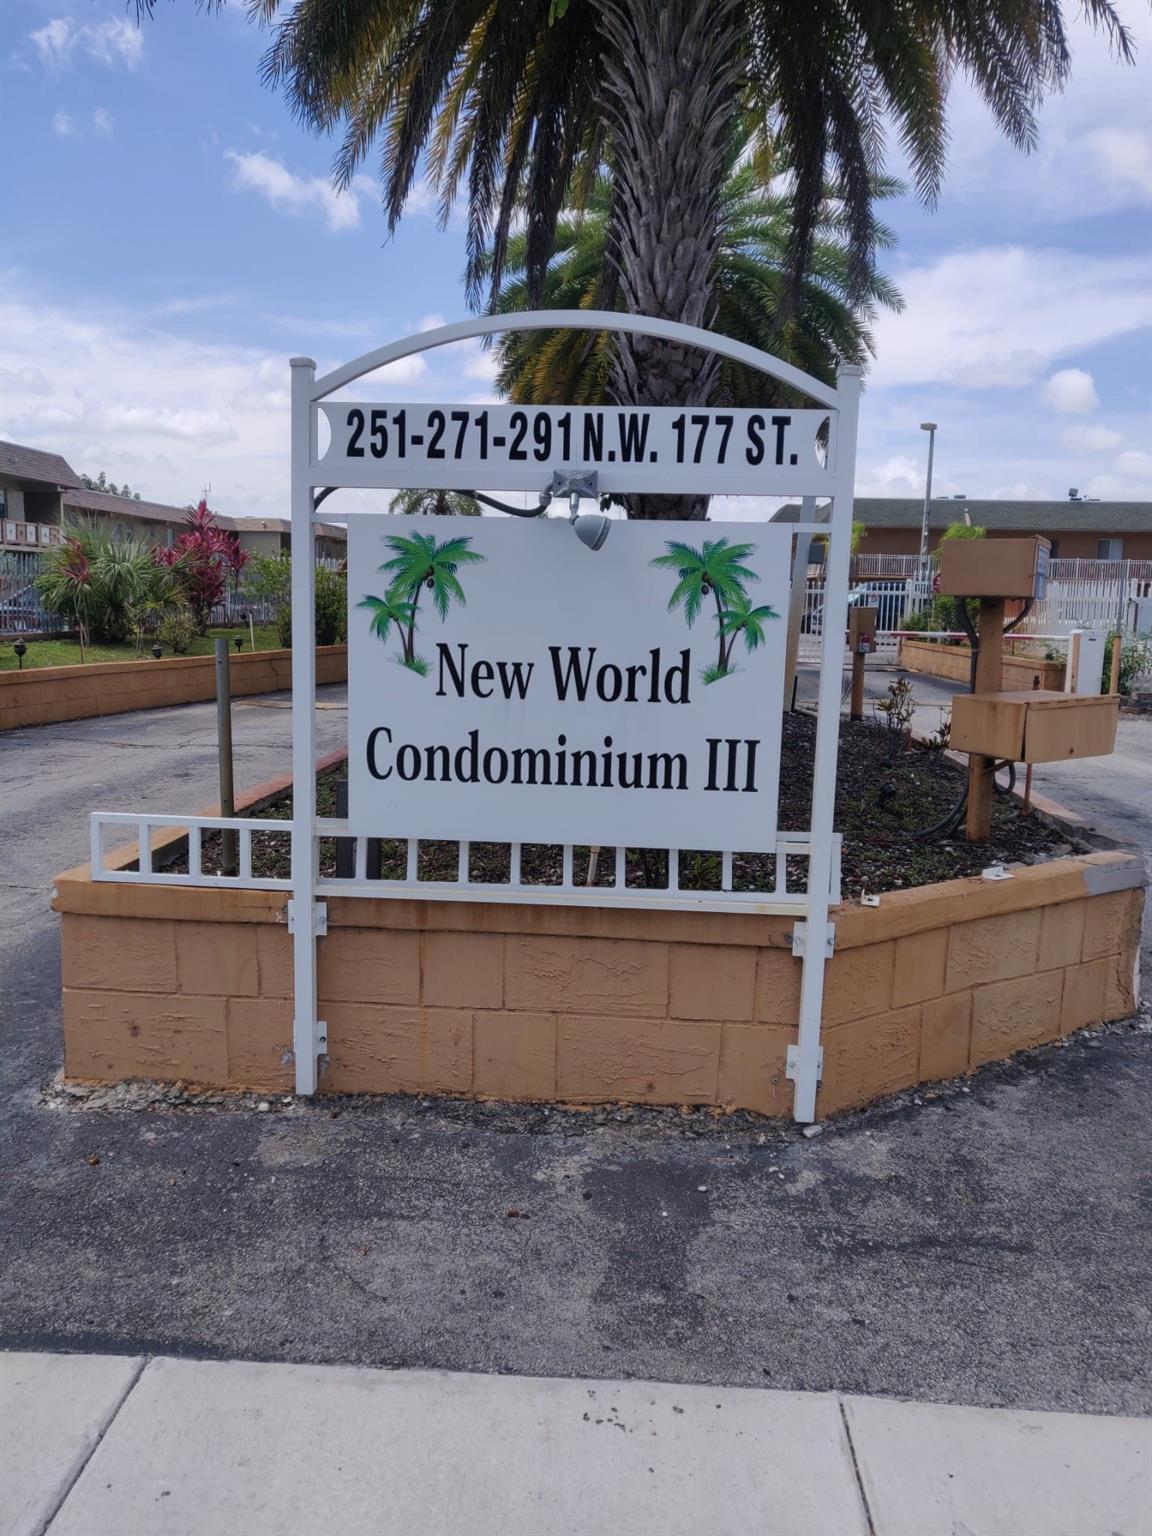 251-271-291 N.W. 177 ST.
New World
Condominium III